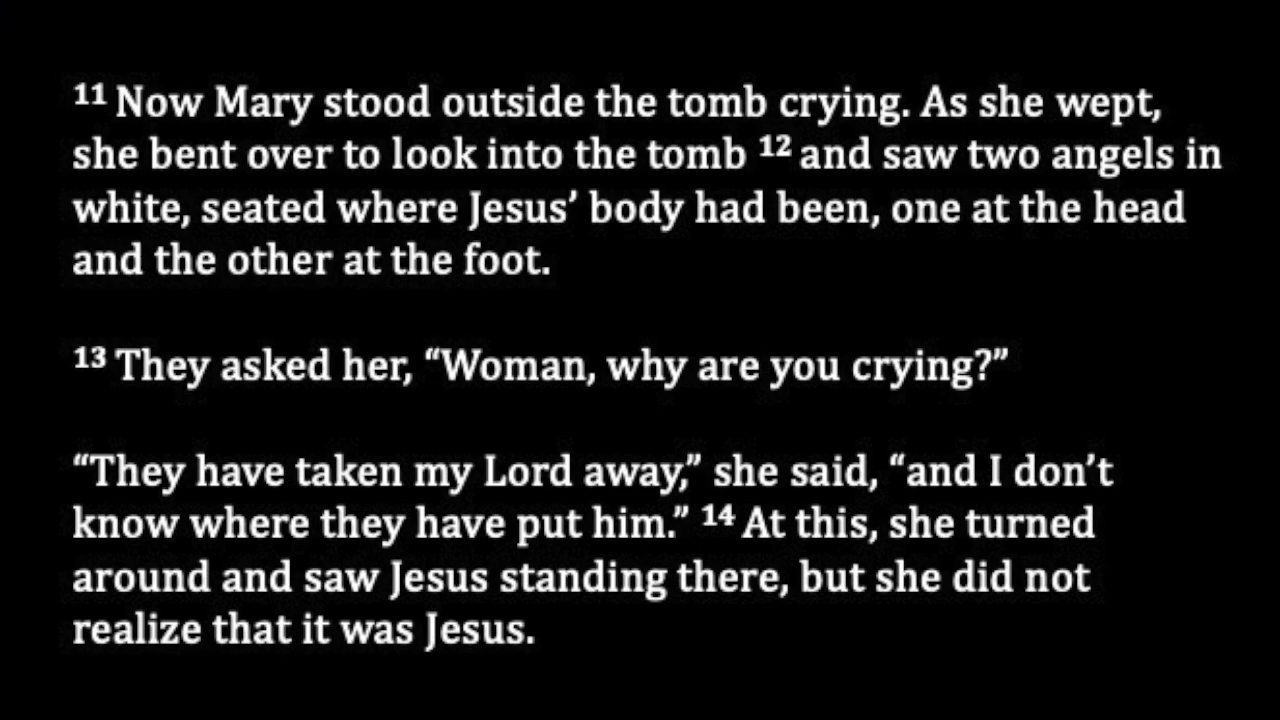 11 Now Mary stood outside the tomb crying. As she wept,
she bent over to look into the tomb 12 and saw two angels in
white, seated where Jesus’ body had been, one at the head
and the other at the foot.
13 They asked her, “Woman, why are you crying?”
“They have taken my Lord away,” she said, “and I don’t
know where they have put him.” 14 At this, she turned
around and saw Jesus standing there, but she did not
realize that it was Jesus.